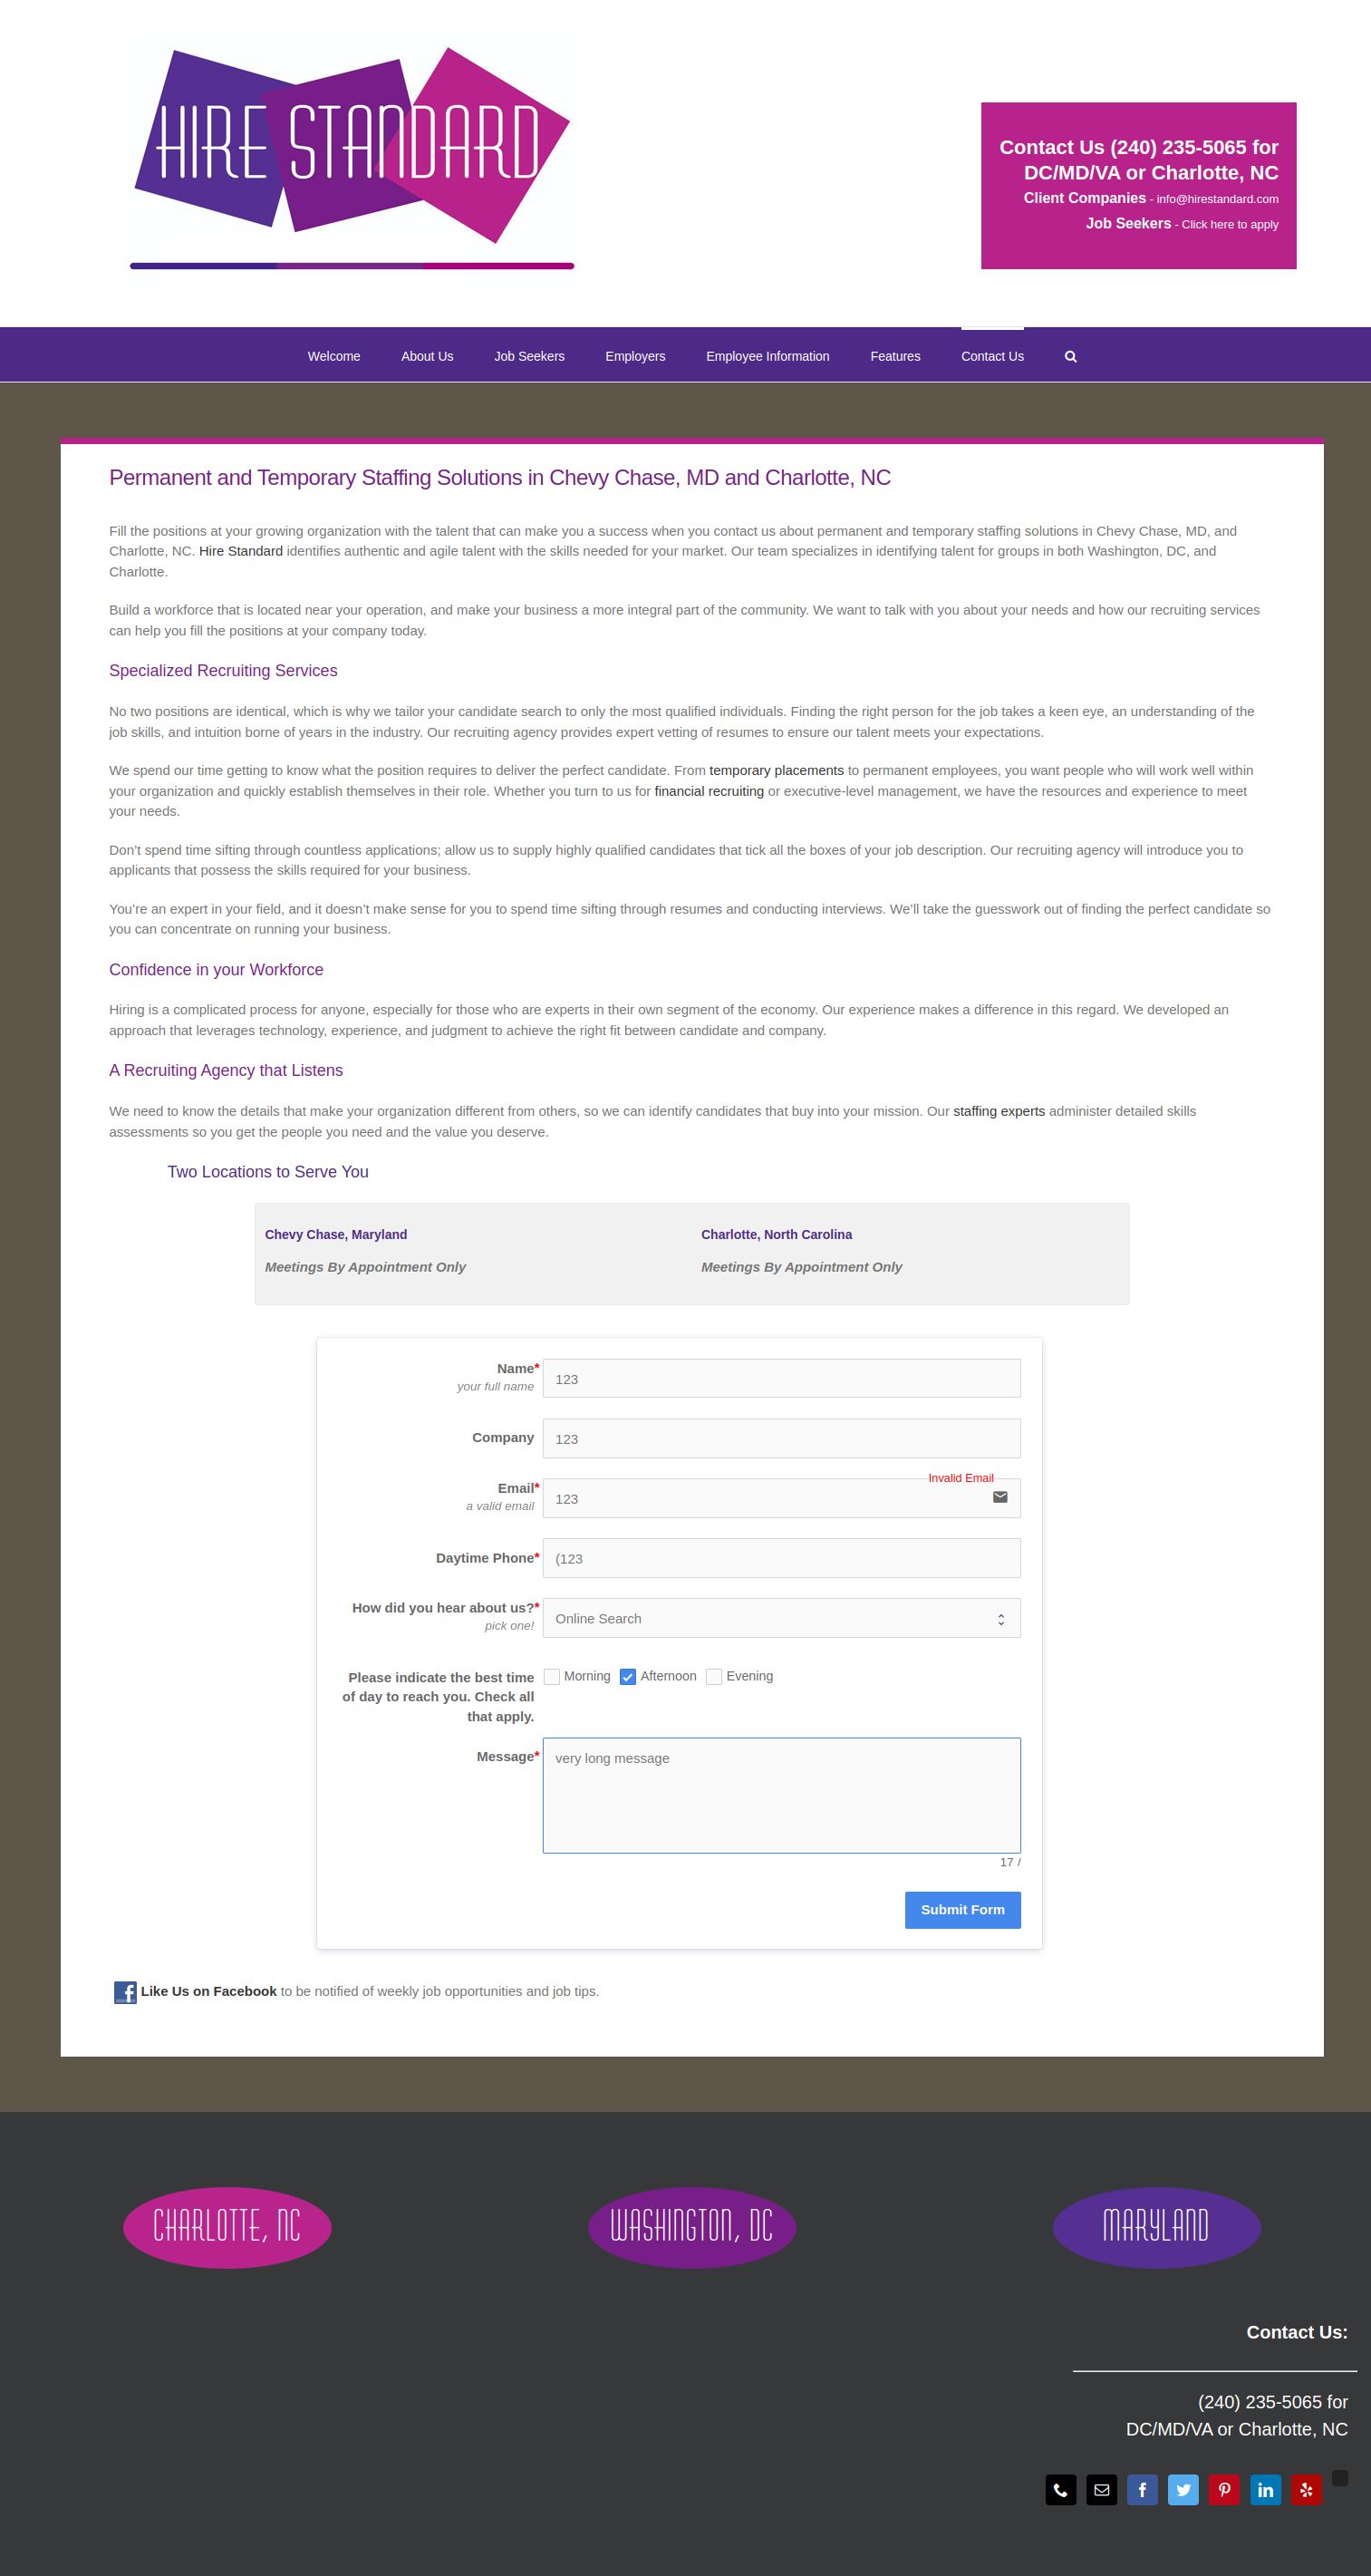 HIRE STANDARD
Contact Us (240) 235-5065 for
DC/MD/VA or Charlotte, NC
Client Companies - info@hirestandard.com
Job Seekers - Click here to apply
Welcome
About Us
Job Seekers
Employers
Employee Information
Features
Contact Us
Permanent and Temporary Staffing Solutions in Chevy Chase, MD and Charlotte, NC
Fill the positions at your growing organization with the talent that can make you a success when you contact us about permanent and temporary staffing solutions in Chevy Chase, MD, and
Charlotte, NC. Hire Standard identifies authentic and agile talent with the skills needed for your market. Our team specializes in identifying talent for groups in both Washington, DC, and
Charlotte.
Build a workforce that is located near your operation, and make your business a more integral part of the community. We want to talk with you about your needs and how our recruiting services
can help you fill the positions at your company today.
Specialized Recruiting Services
No two positions are identical, which is why we tailor your candidate search to only the most qualified individuals. Finding the right person for the job takes a keen eye, an understanding of the
job skills, and intuition borne of years in the industry. Our recruiting agency provides expert vetting of resumes to ensure our talent meets your expectations.
We spend our time getting to know what the position requires to deliver the perfect candidate. From temporary placements to permanent employees, you want people who will work well within
your organization and quickly establish themselves in their role. Whether you turn to us for financial recruiting or executive-level management, we have the resources and experience to meet
your needs.
Don’t spend time sifting through countless applications; allow us to supply highly qualified candidates that tick all the boxes of your job description. Our recruiting agency will introduce you to
applicants that possess the skills required for your business.
You’re an expert in your field, and it doesn’t make sense for you to spend time sifting through resumes and conducting interviews. We’ll take the guesswork out of finding the perfect candidate so
you can concentrate on running your business.
Confidence in your Workforce
Hiring is a complicated process for anyone, especially for those who are experts in their own segment of the economy. Our experience makes a difference in this regard. We developed an
approach that leverages technology, experience, and judgment to achieve the right fit between candidate and company.
A Recruiting Agency that Listens
We need to know the details that make your organization different from others, so we can identify candidates that buy into your mission. Our staffing experts administer detailed skills
assessments so you get the people you need and the value you deserve.
Two Locations to Serve You
Chevy Chase, Maryland
Meetings By Appointment Only
Charlotte, North Carolina
Meetings By Appointment Only
Name*
your full name
123
Company
123
Email*
a valid email
Invalid Email
123
Daytime Phone*
(123
How did you hear about us?*
pick one!
Online Search
Please indicate the best time
of day to reach you. Check all
that apply.
Morning Afternoon Evening
Message*
very long message
17 /
Submit Form
Like Us on Facebook to be notified of weekly job opportunities and job tips.
CHARLOTTE, NC
WASHINGTON, DC
MARYLAND
Contact Us:
(240) 235-5065 for
DC/MD/VA or Charlotte, NC